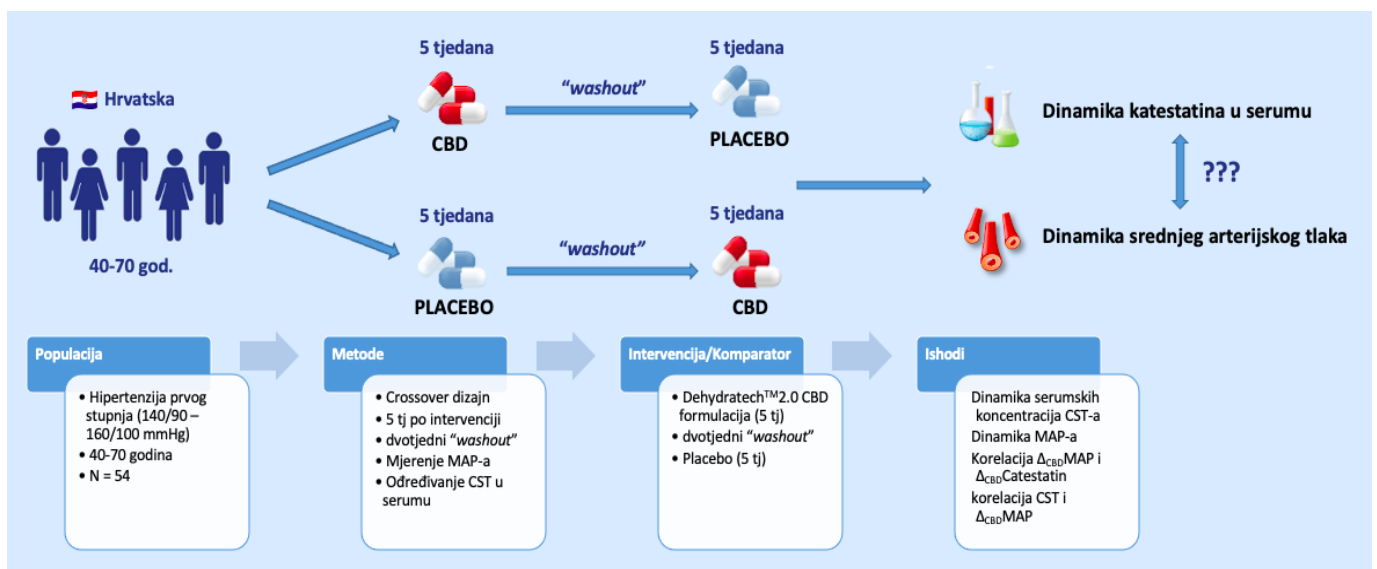 5 tjedana
5 tjedana
🇭🇷 Hrvatska
“washout”
CBD
PLACEBO
Dinamika katestatina u serumu
???
5 tjedana
5 tjedana
“washout”
Dinamika srednjeg arterijskog tlaka
40-70 god.
PLACEBO
CBD
Populacija
• Hipertenzija prvog
stupnja (140/90 –
160/100 mmHg)
• 40-70 godina
• N = 54
Metode
• Crossover dizajn
• 5 tj po intervenciji
• dvotjedni “washout”
• Mjerenje MAP-a
• Određivanje CST u
serumu
Intervencija/Komparator
• Dehydratech™2.0 CBD
formulacija (5 tj)
• dvotjedni “washout”
• Placebo (5 tj)
Ishodi
Dinamika serumskih
koncentracija CST-a
Dinamika MAP-a
Korelacija ΔCBDMAP i
ΔCBDCatestatin
korelacija CST i
ΔCBDMAP